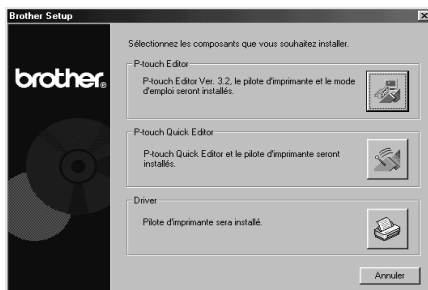 Brother Setup
Sélectionnez les composants que vous souhaitez installer.
brother®
P-touch Editor
P-touch Editor Ver. 3.2, le pilote d'imprimante et le mode
d'emploi seront installés.
P-touch Quick Editor
P-touch Quick Editor et le pilote d'imprimante seront
installés.
Driver
Pilote d'imprimante sera installé.
Annuler